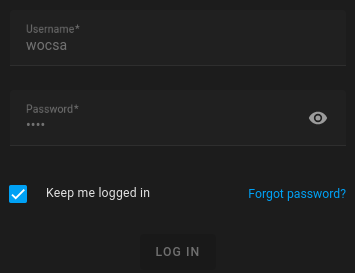 Username*
wocsa
Password*
••••
Keep me logged in
Forgot password?
LOG IN